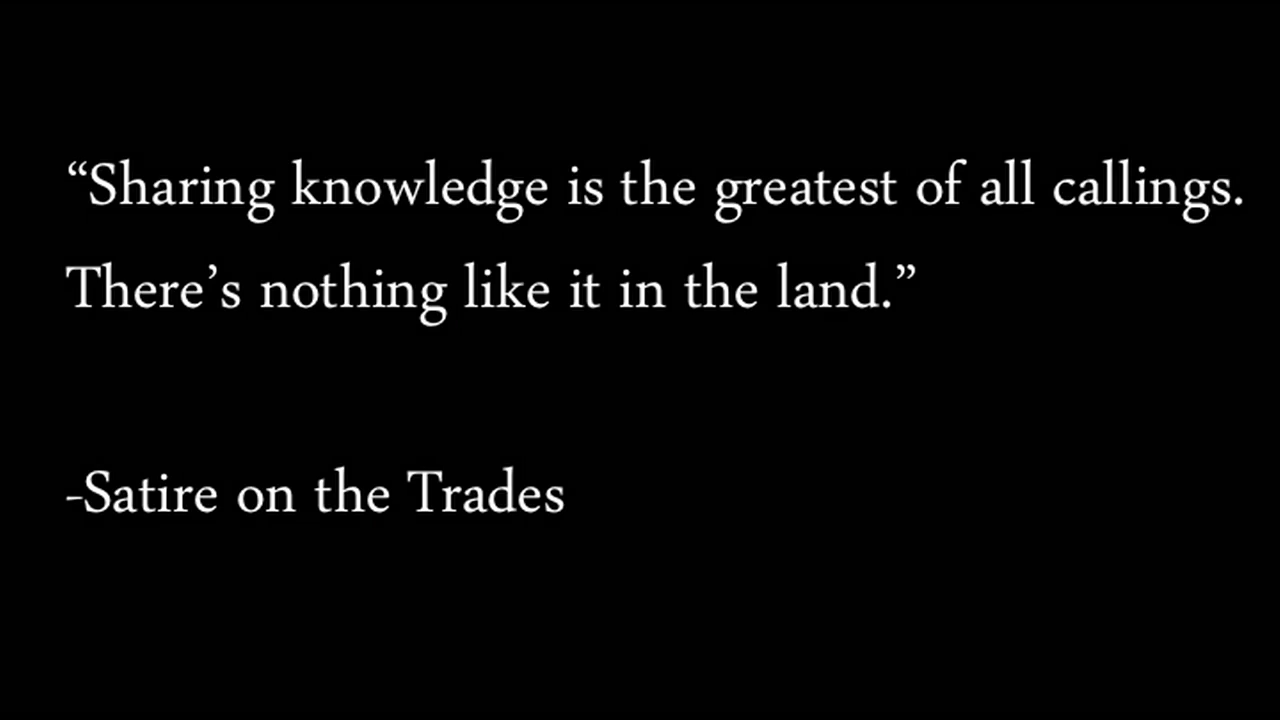 “Sharing knowledge is the greatest of all callings.
There’s nothing like it in the land.”
-Satire on the Trades